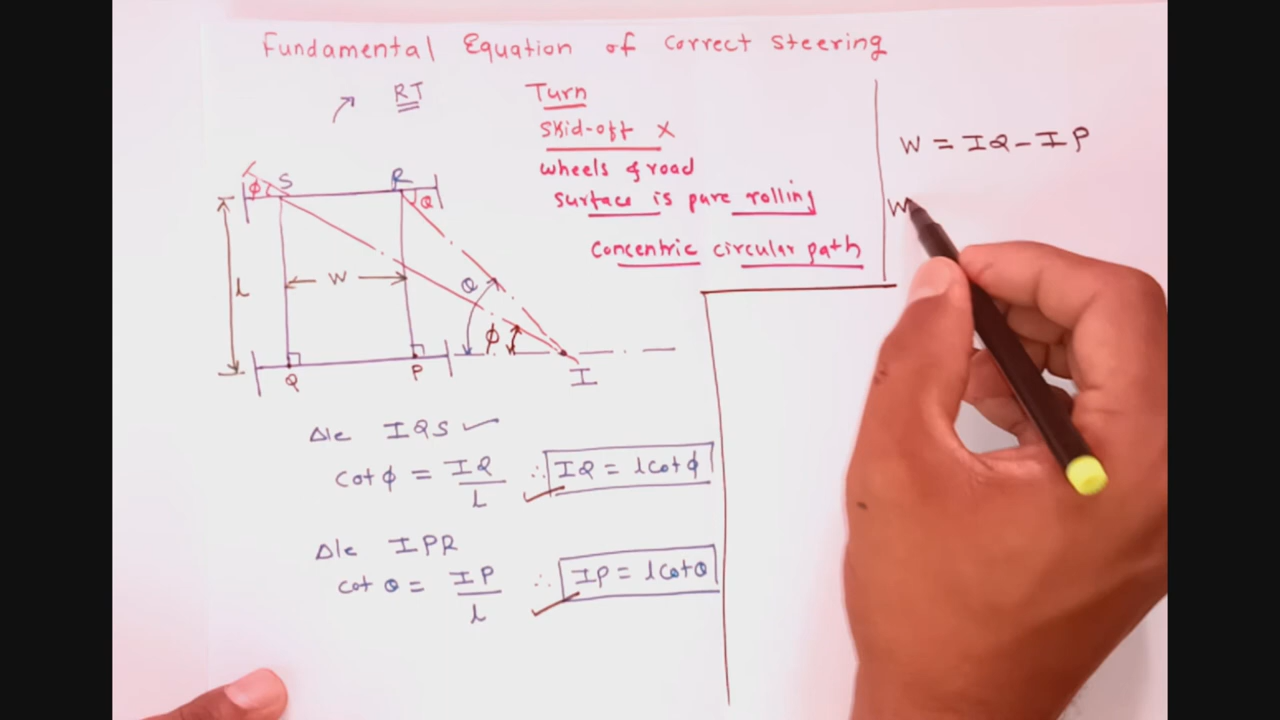 Fundamental Equation of correct steering
RT
Turn
Skid-off X
wheels & road
surface is pure rolling
Concentric circular path
W = IQ - IP
W
ϕ S R θ
l
W
θ ϕ
Q P I
Δle IQS ✓
cot ϕ = IQ / l ∴ IQ = l cot ϕ
Δle IPR
cot θ = IP / l ∴ IP = l cot θ